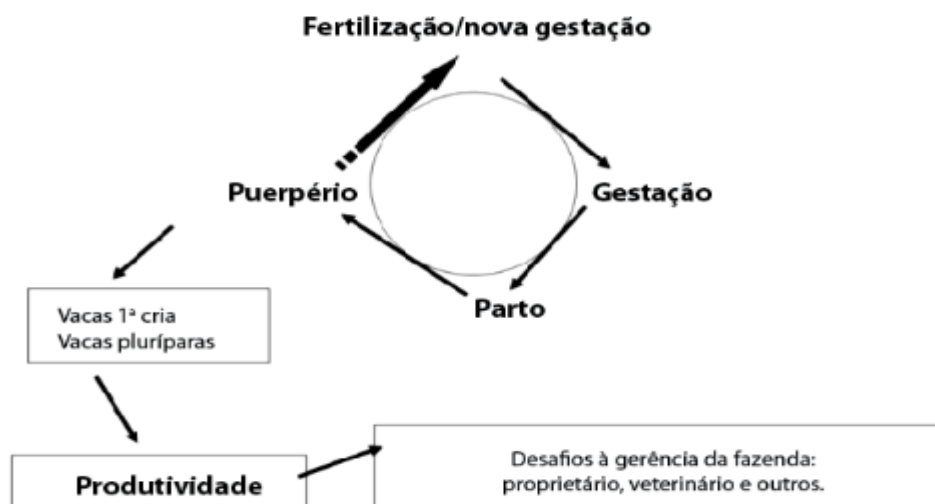 Fertilização/nova gestação
Puerpério
Gestação
Parto
Vacas 1ª cria
Vacas pluríparas
Produtividade
Desafios à gerência da fazenda:
proprietário, veterinário e outros.